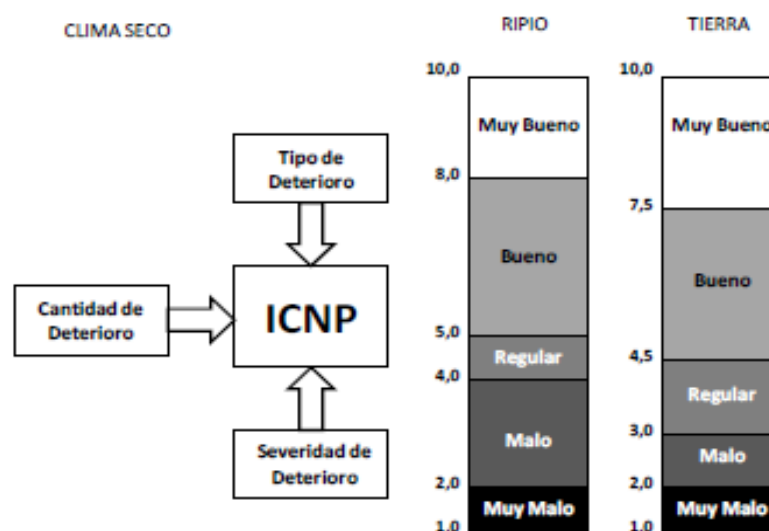 CLIMA SECO
RIPIO
TIERRA
Tipo de
Deterioro
Cantidad de
Deterioro
ICNP
Severidad de
Deterioro
10,0
Muy Bueno
8,0
Bueno
5,0
Regular
4,0
Malo
2,0
Muy Malo
1,0
10,0
Muy Bueno
7,5
Bueno
4,5
Regular
3,0
Malo
2,0
Muy Malo
1,0